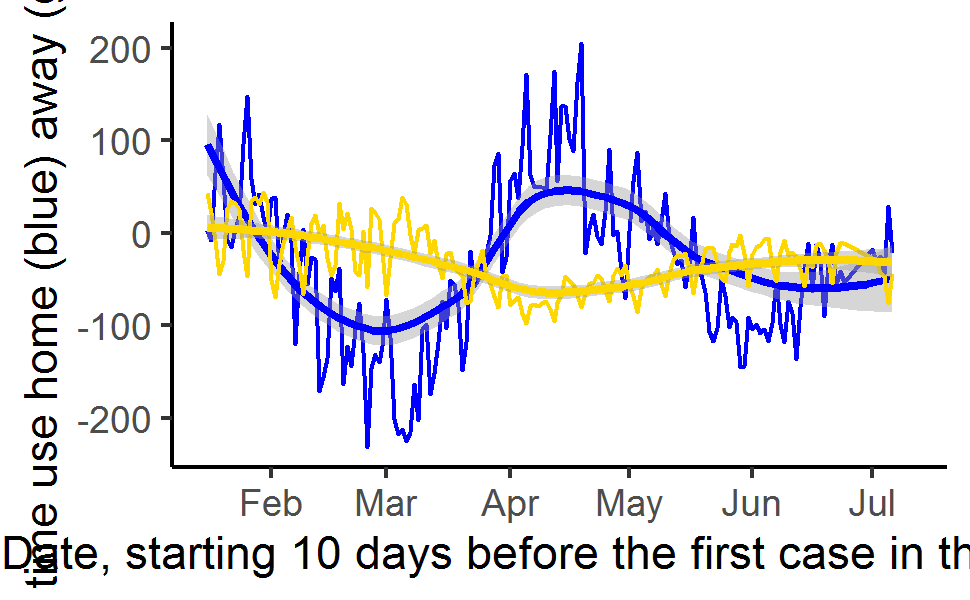 time use home (blue) away (g
200
100
0
-100
-200
Feb Mar Apr May Jun Jul
Date, starting 10 days before the first case in th